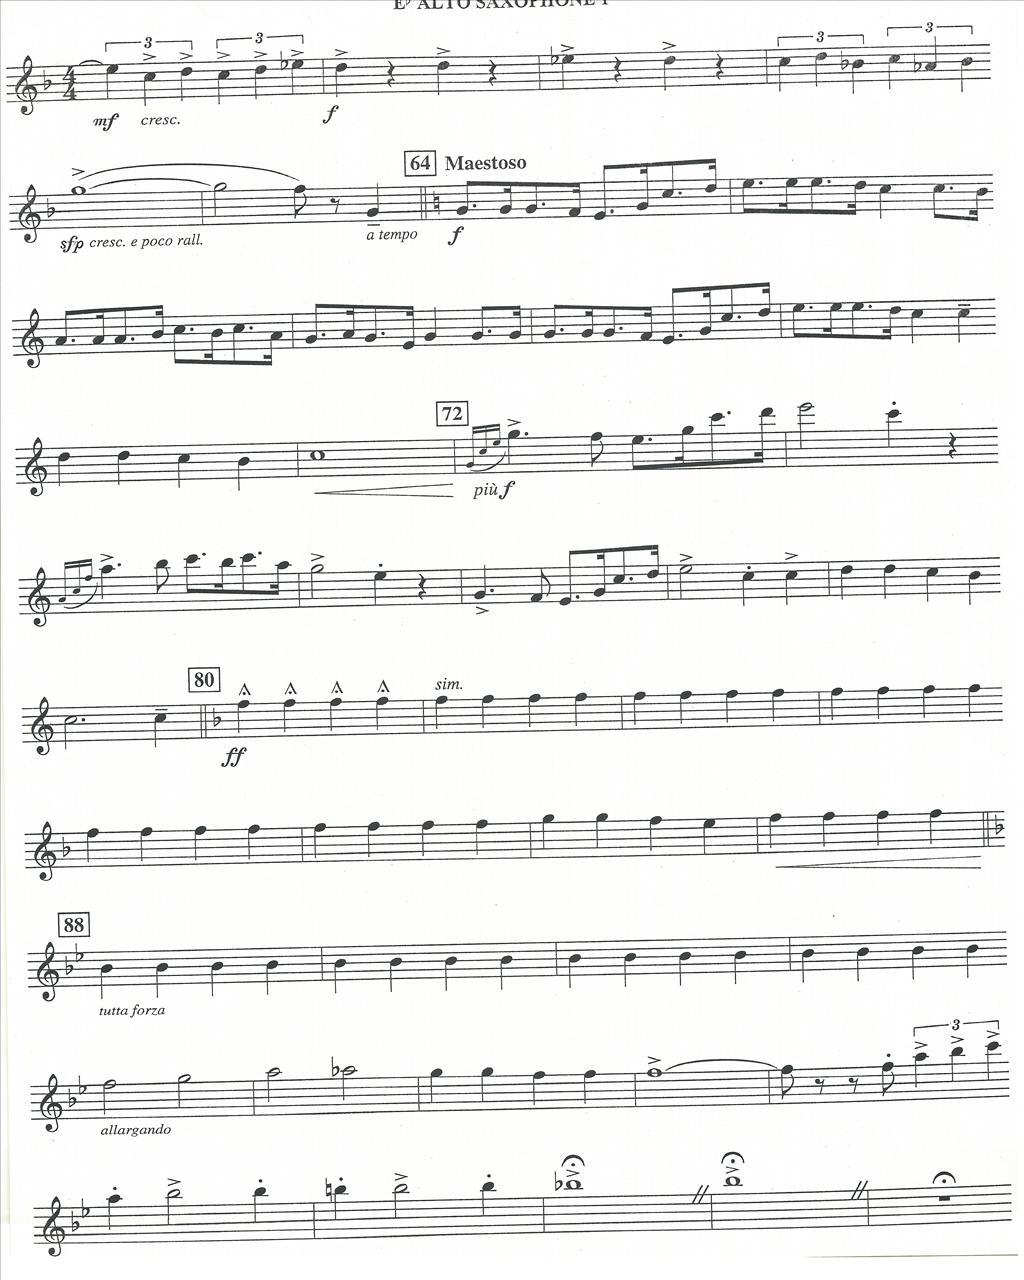 E♭ ALTO SAXOPHONE 1
3 3 3 3
mf cresc. f
64 Maestoso
sfp cresc. e poco rall. a tempo f
72
più f
80 sim.
ff
88
tutta forza
3
allargando